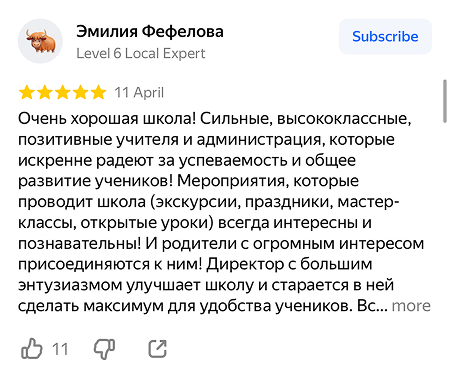 Эмилия Фефелова
Subscribe
Level 6 Local Expert
11 April
Очень хорошая школа! Сильные, высококлассные,
позитивные учителя и администрация, которые
искренне радеют за успеваемость и общее
развитие учеников! Мероприятия, которые
проводит школа (экскурсии, праздники, мастер-
классы, открытые уроки) всегда интересны и
познавательны! И родители с огромным интересом
присоединяются к ним! Директор с большим
энтузиазмом улучшает школу и старается в ней
сделать максимум для удобства учеников. Вс... more
11